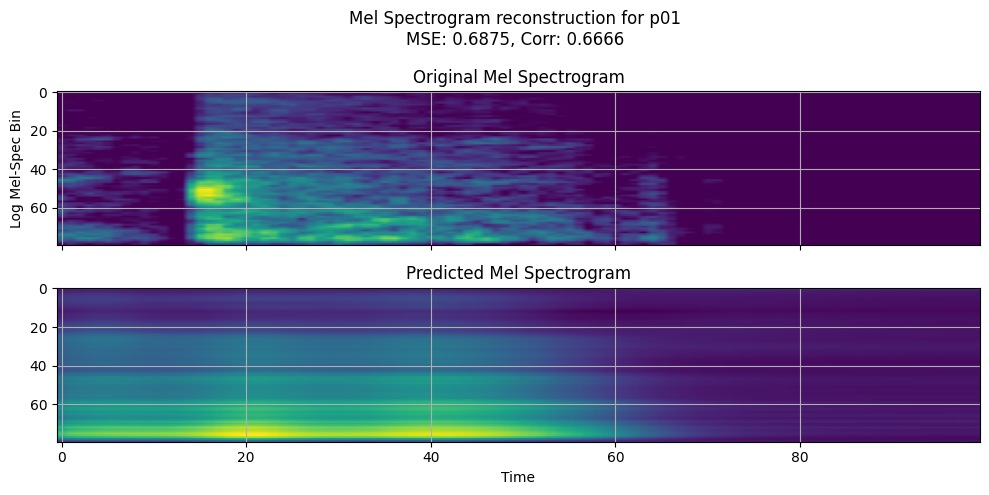 Mel Spectrogram reconstruction for p01
MSE: 0.6875, Corr: 0.6666
Original Mel Spectrogram
0
20
40
60
Log Mel-Spec Bin
Predicted Mel Spectrogram
0
20
40
60
0 20 40 60 80
Time